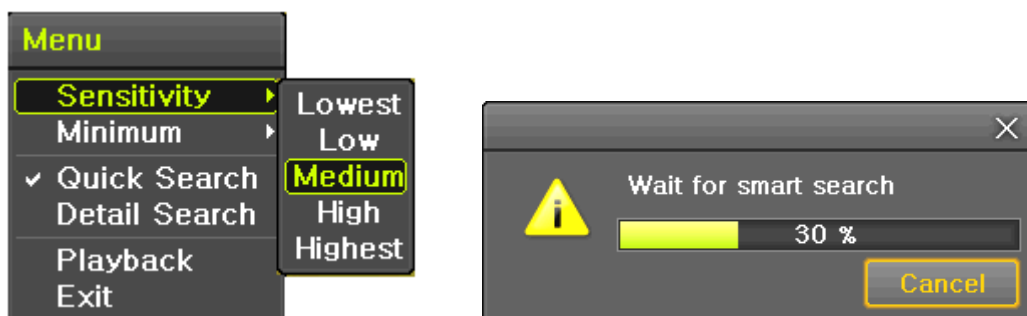 Menu
Sensitivity
Minimum
Quick Search
Detail Search
Playback
Exit
Lowest
Low
Medium
High
Highest
Wait for smart search
30 %
Cancel